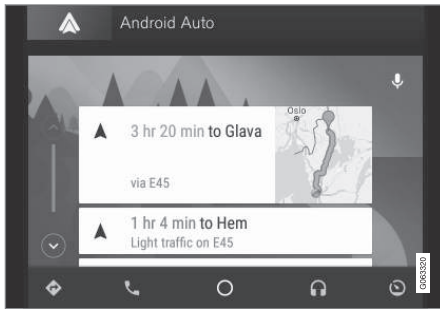 Android Auto
Oslo
3 hr 20 min to Glava
via E45
1 hr 4 min to Hem
Light traffic on E45
G063320